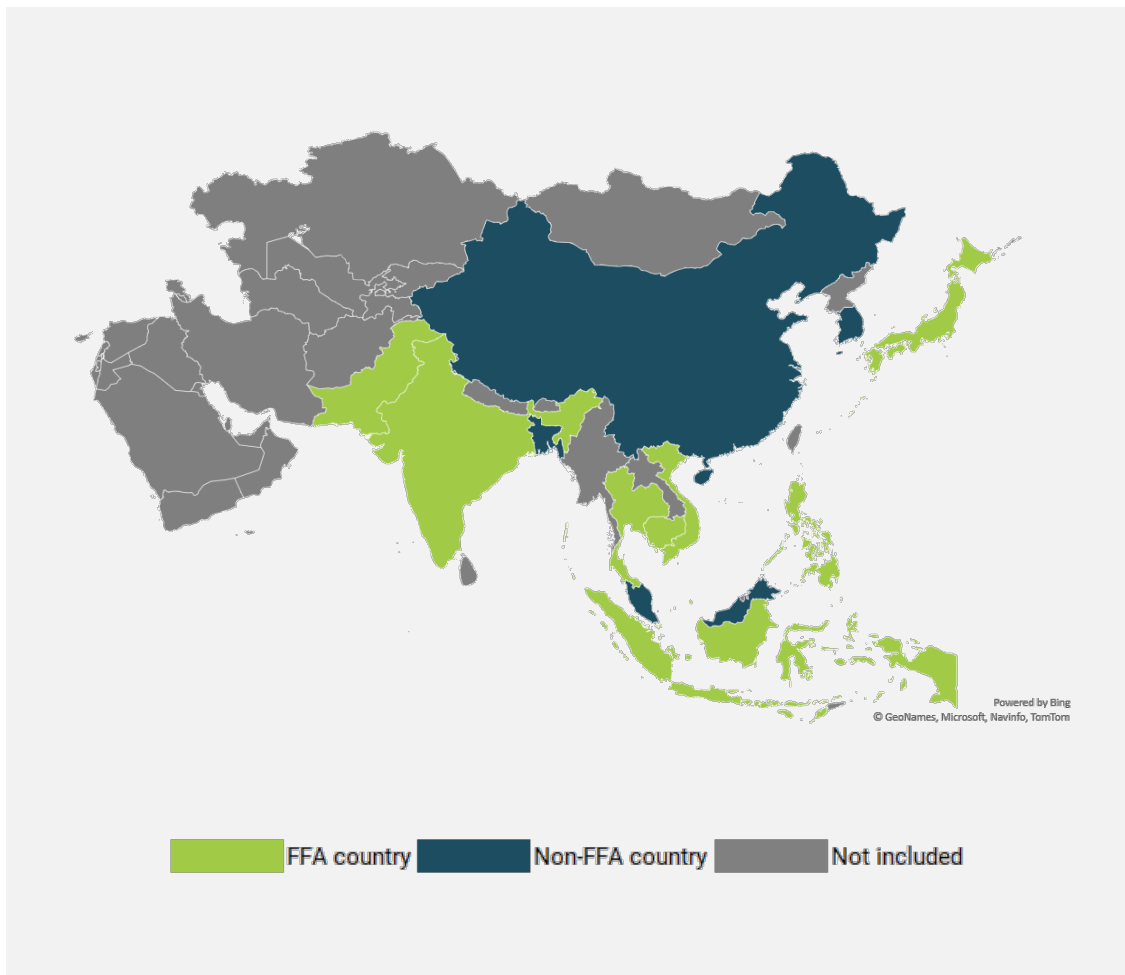 Powered by Bing
© GeoNames, Microsoft, Navinfo, TomTom
FFA country
Non-FFA country
Not included